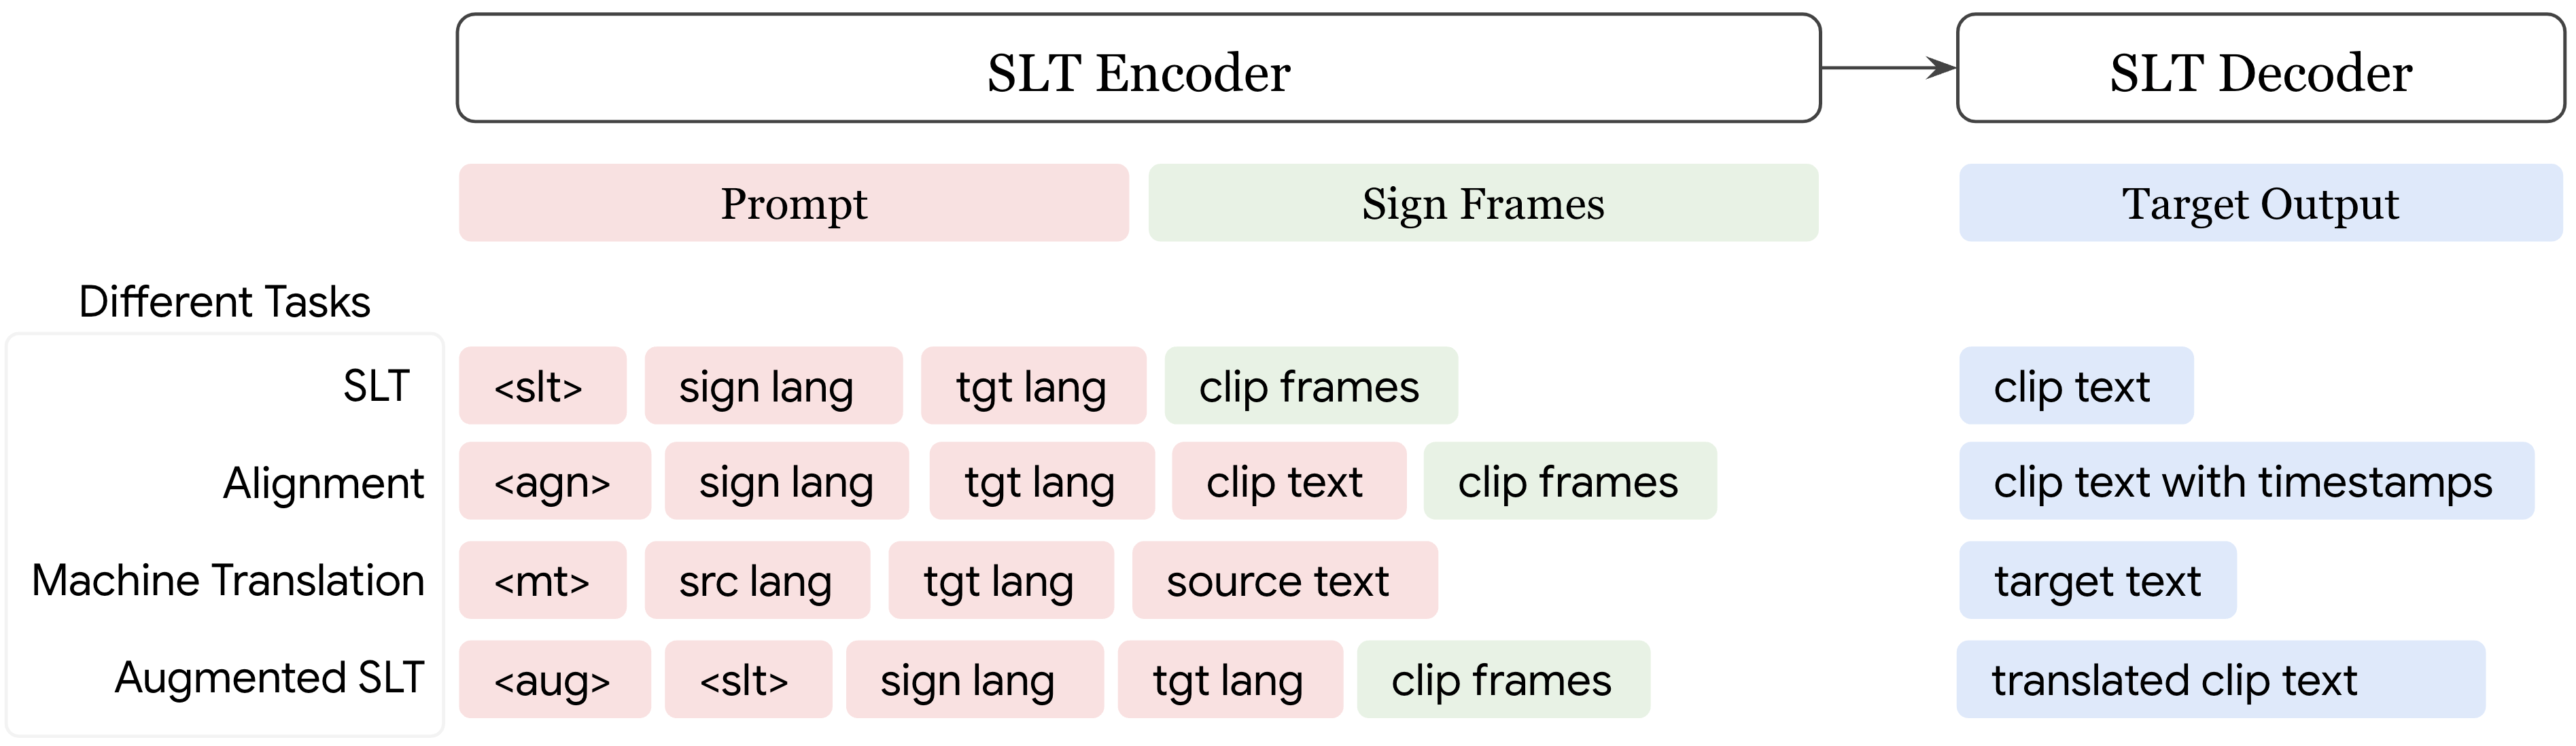 SLT Encoder SLT Decoder
Prompt Sign Frames Target Output
Different Tasks
SLT <slt> sign lang tgt lang clip frames clip text
Alignment <agn> sign lang tgt lang clip text clip frames clip text with timestamps
Machine Translation <mt> src lang tgt lang source text target text
Augmented SLT <aug> <slt> sign lang tgt lang clip frames translated clip text